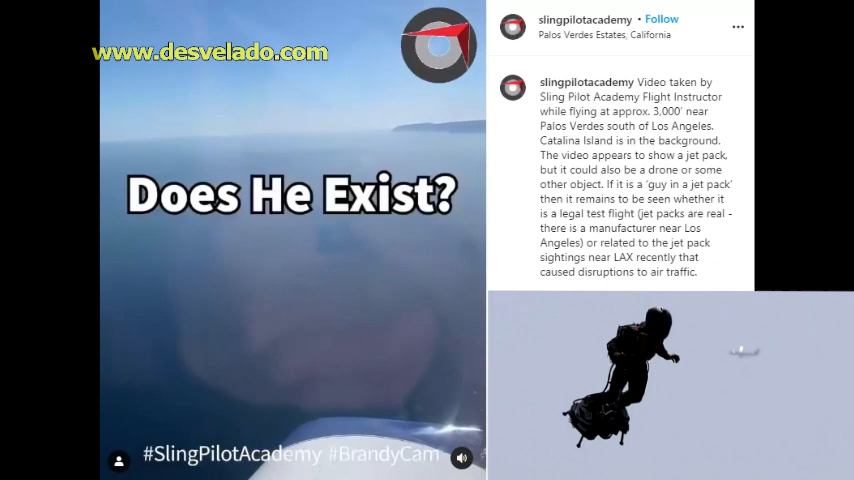 www.desvelado.com
Does He Exist?
#SlingPilotAcademy #BrandyCam
slingpilotacademy • Follow
Palos Verdes Estates, California
slingpilotacademy Video taken by
Sling Pilot Academy Flight Instructor
while flying at approx. 3,000' near
Palos Verdes south of Los Angeles.
Catalina Island is in the background.
The video appears to show a jet pack,
but it could also be a drone or some
other object. If it is a 'guy in a jet pack'
then it remains to be seen whether it
is a legal test flight (jet packs are real -
there is a manufacturer near Los
Angeles) or related to the jet pack
sightings near LAX recently that
caused disruptions to air traffic.